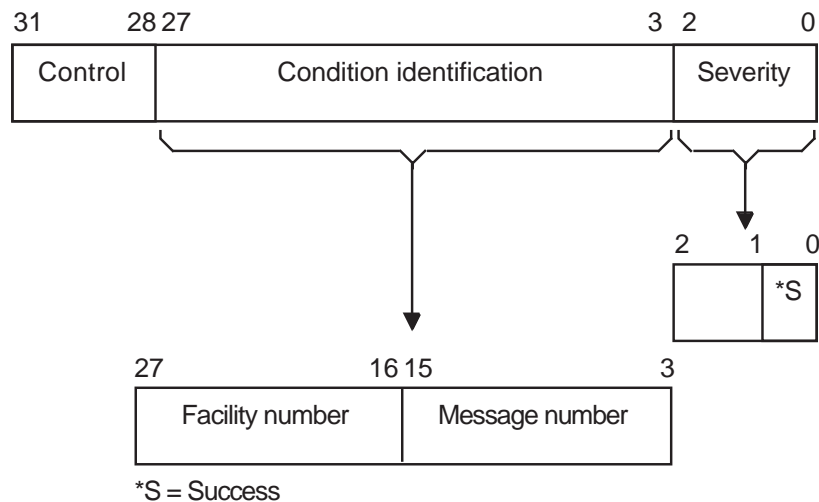 31 28 27 3 2 0
Control Condition identification Severity
2 1 0
*S
27 16 15 3
Facility number Message number
*S = Success